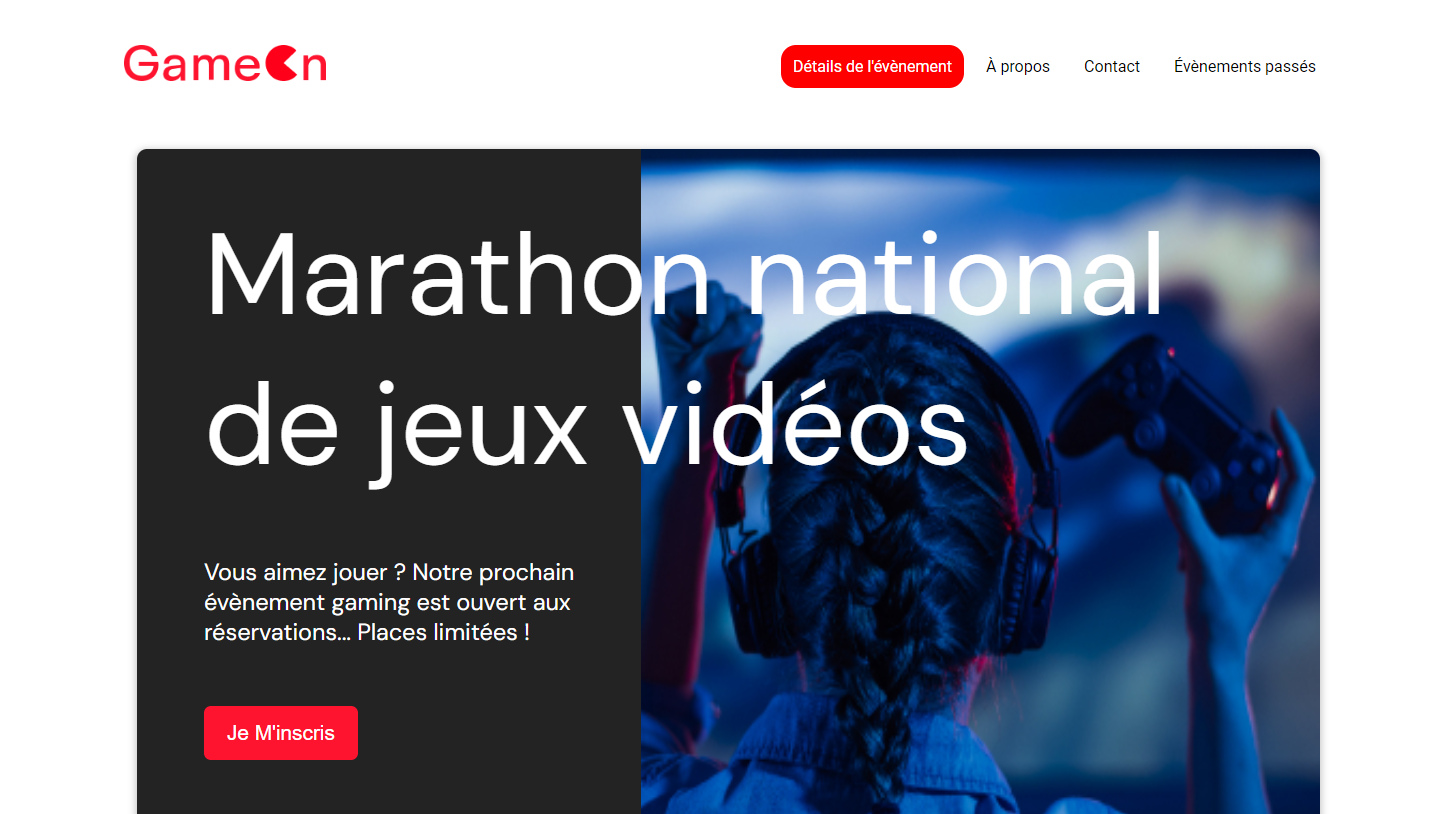 GameOn
Détails de l'évènement
À propos
Contact
Évènements passés
Marathon national
de jeux vidéos
Vous aimez jouer ? Notre prochain
évènement gaming est ouvert aux
réservations... Places limitées !
Je M'inscris